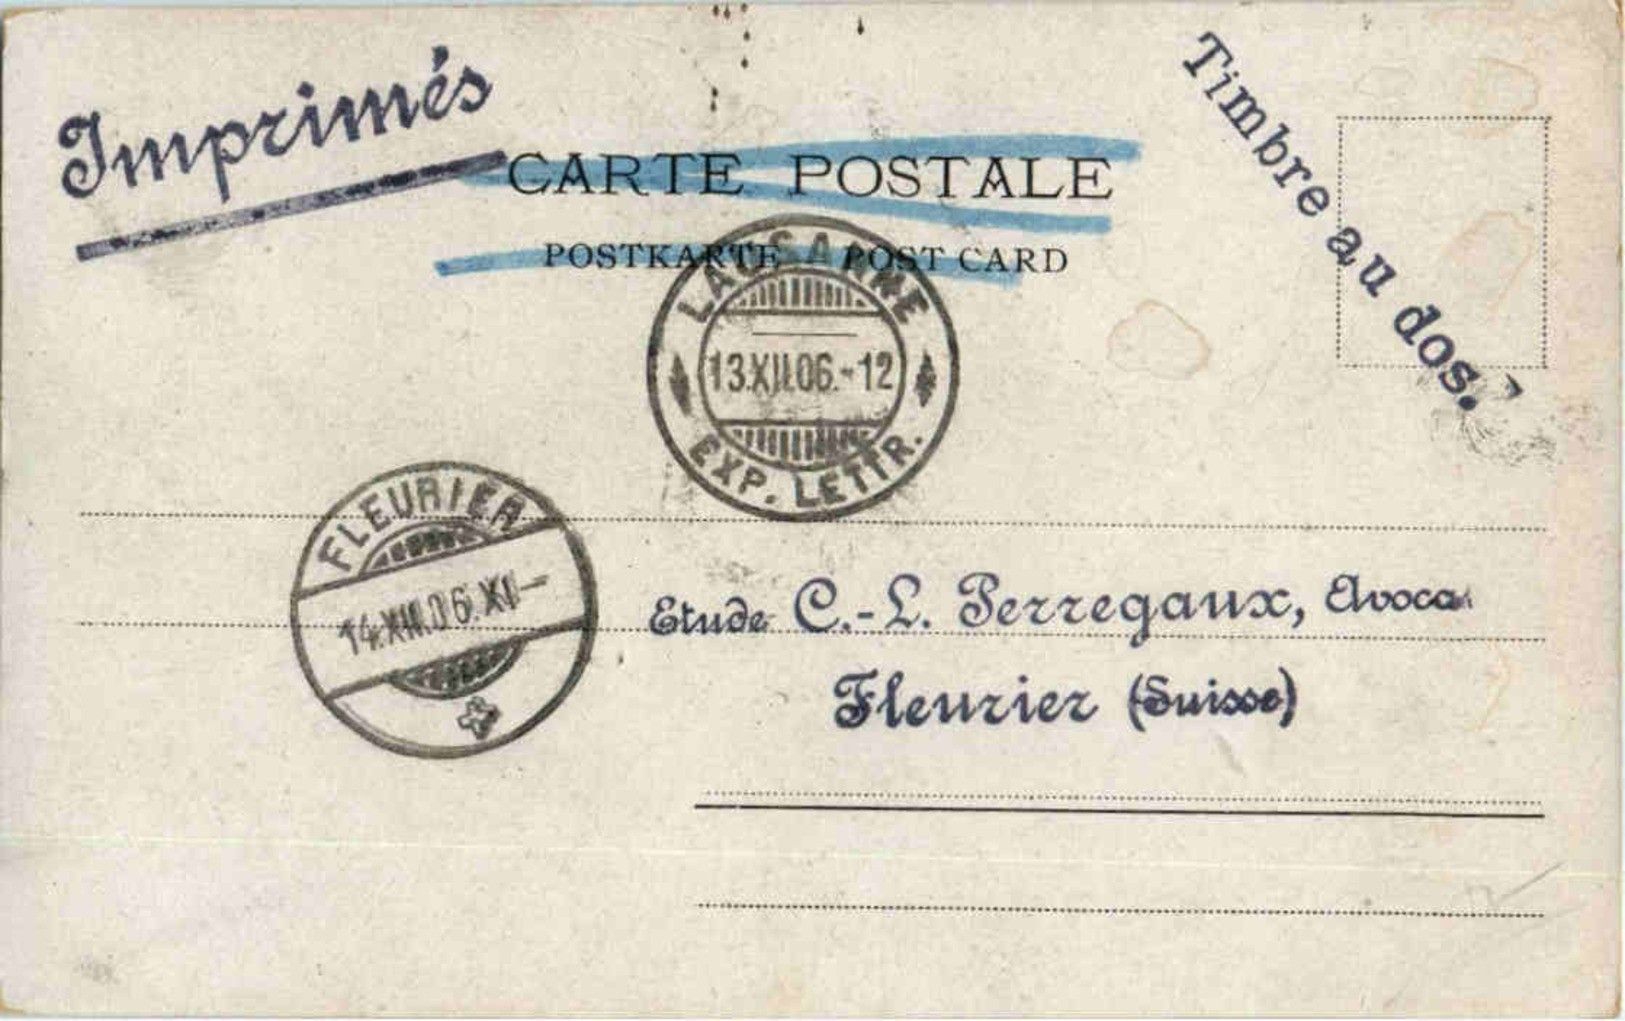 Imprimés
Timbre au dos.
CARTE POSTALE
POSTKARTE POST CARD
LAUSANNE
13.XII.06.-12
EXP. LETTR.
FLEURIER
14.XII.06.XI-
Etude C.-L. Perregaux, Avocat
Fleurier (Suisse)